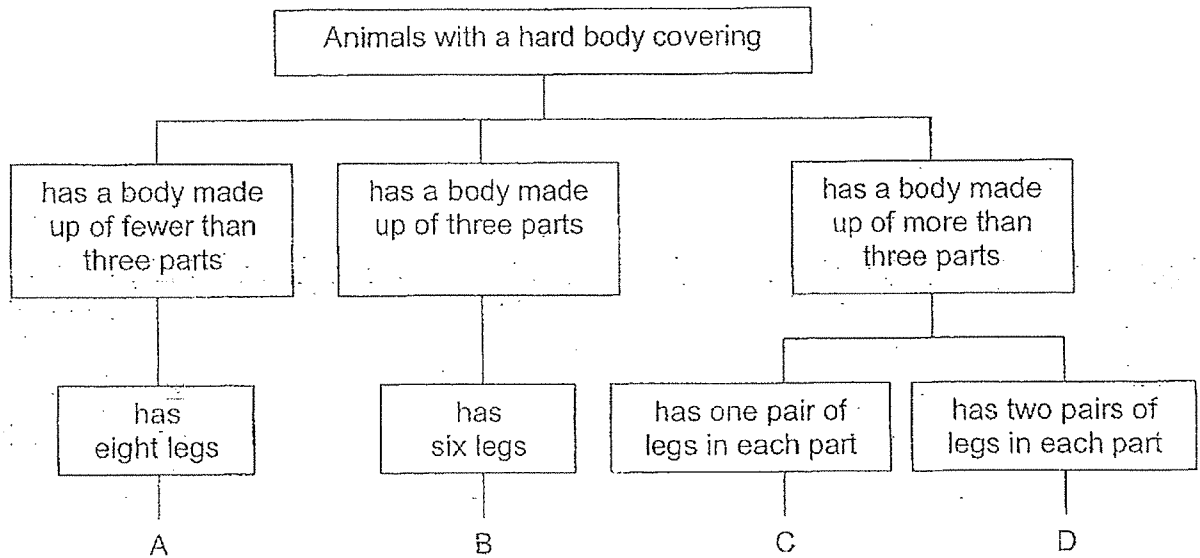 Animals with a hard body covering
has a body made
up of fewer than
three parts
has a body made
up of three parts
has a body made
up of more than
three parts
has
eight legs
has
six legs
has one pair of
legs in each part
has two pairs of
legs in each part
A
B
C
D